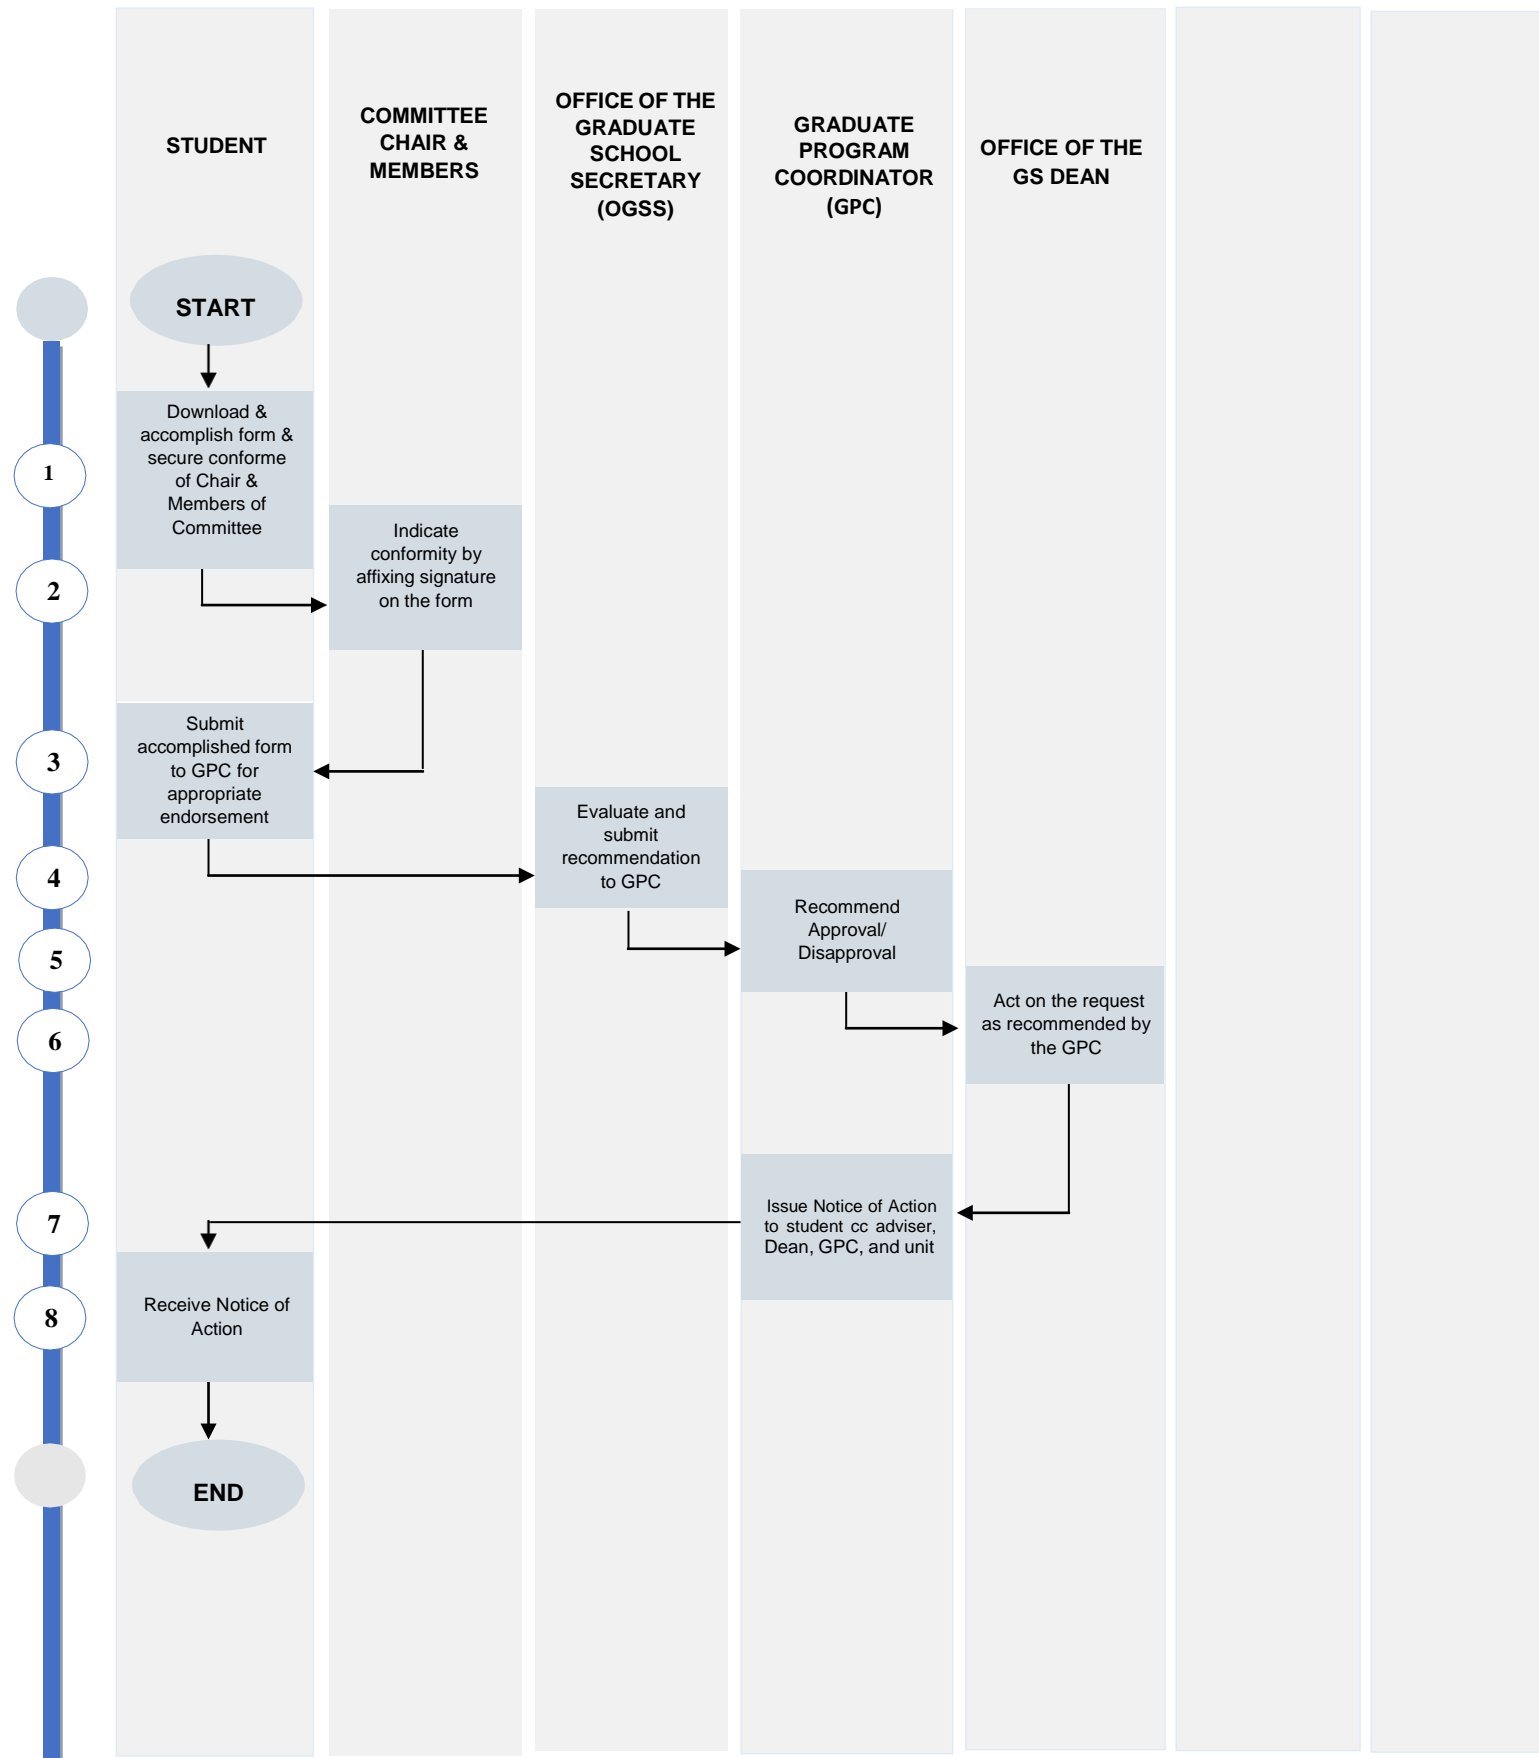 STUDENT
COMMITTEE
CHAIR &
MEMBERS
OFFICE OF THE
GRADUATE
SCHOOL
SECRETARY
(OGSS)
GRADUATE
PROGRAM
COORDINATOR
(GPC)
OFFICE OF THE
GS DEAN
START
1
Download &
accomplish form &
secure conforme
of Chair &
Members of
Committee
2
Indicate
conformity by
affixing signature
on the form
3
Submit
accomplished form
to GPC for
appropriate
endorsement
4
Evaluate and
submit
recommendation
to GPC
5
Recommend
Approval/
Disapproval
6
Act on the request
as recommended by
the GPC
7
Issue Notice of Action
to student cc adviser,
Dean, GPC, and unit
8
Receive Notice of
Action
END